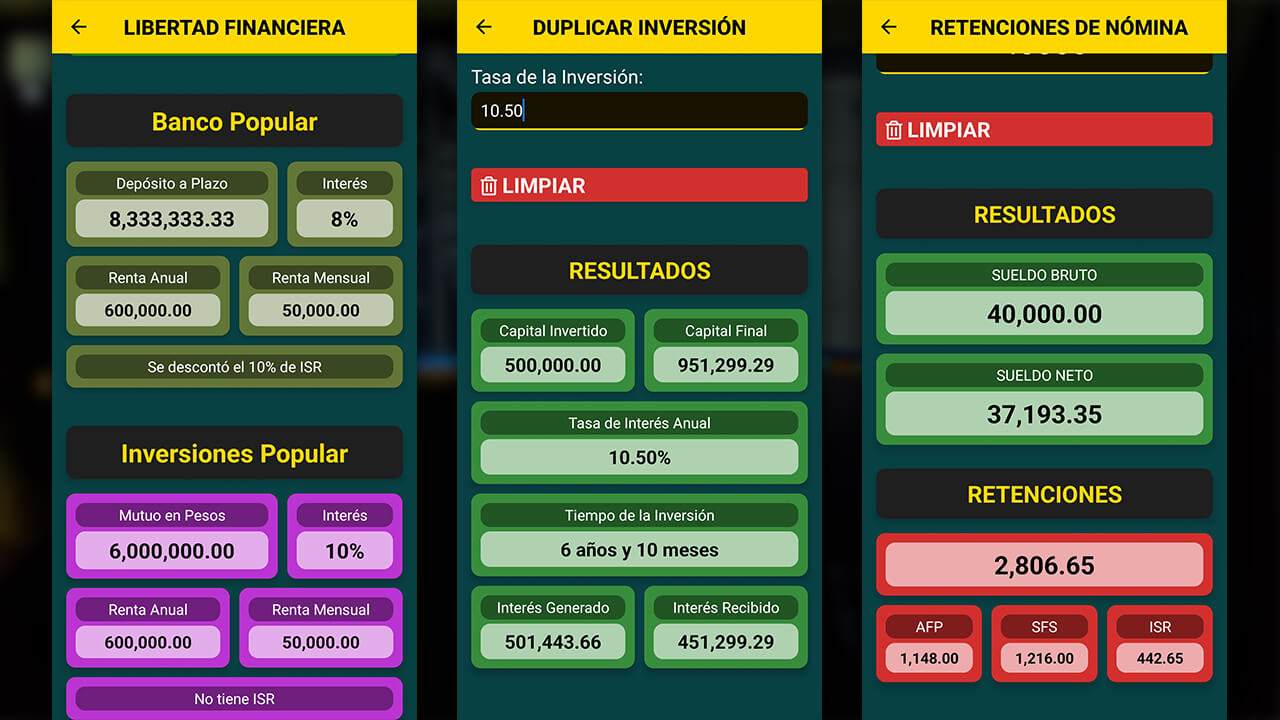 LIBERTAD FINANCIERA
Banco Popular
Depósito a Plazo
Interés
8,333,333.33
8%
Renta Anual
Renta Mensual
600,000.00
50,000.00
Se descontó el 10% de ISR
Inversiones Popular
Mutuo en Pesos
Interés
6,000,000.00
10%
Renta Anual
Renta Mensual
600,000.00
50,000.00
No tiene ISR
DUPLICAR INVERSIÓN
Tasa de la Inversión:
10.50
LIMPIAR
RESULTADOS
Capital Invertido
Capital Final
500,000.00
951,299.29
Tasa de Interés Anual
10.50%
Tiempo de la Inversión
6 años y 10 meses
Interés Generado
Interés Recibido
501,443.66
451,299.29
RETENCIONES DE NÓMINA
LIMPIAR
RESULTADOS
SUELDO BRUTO
40,000.00
SUELDO NETO
37,193.35
RETENCIONES
2,806.65
AFP
SFS
ISR
1,148.00
1,216.00
442.65